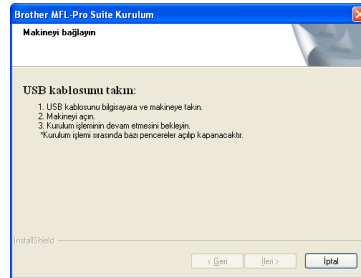 Brother MFL-Pro Suite Kurulum
Makineyi bağlayın
USB kablosunu takın:
1. USB kablosunu bilgisayara ve makineye takın.
2. Makineyi açın.
3. Kurulum işleminin devam etmesini bekleyin.
*Kurulum işlemi sırasında bazı pencereler açılıp kapanacaktır.
InstallShield
< Geri
İleri >
İptal